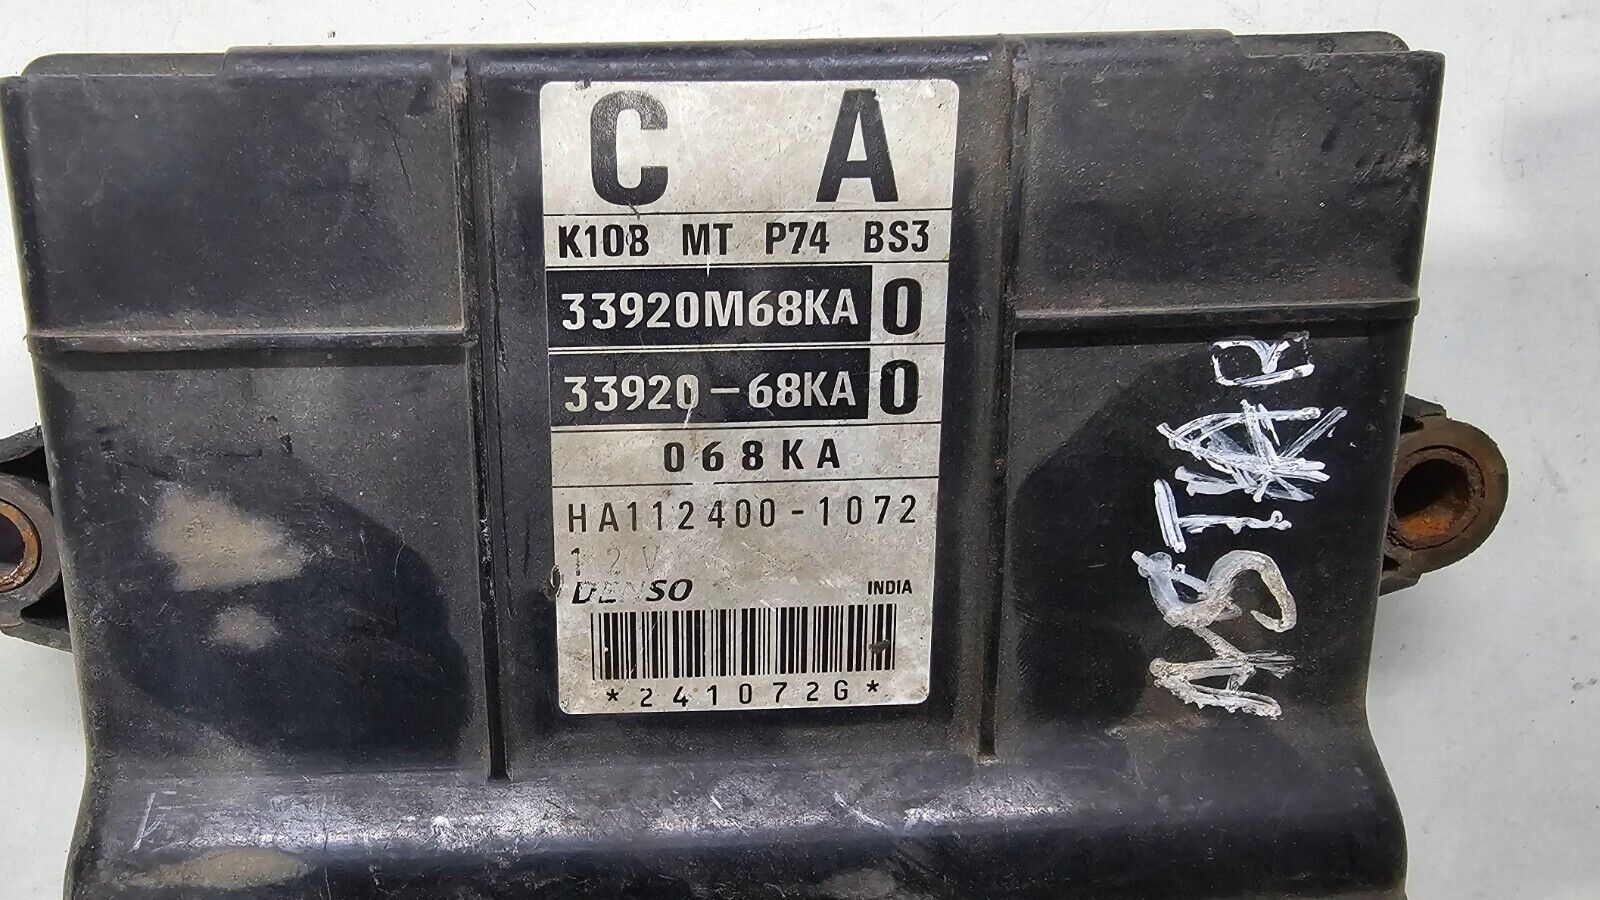 C A
K10B MT P74 BS3
33920M68KA 0
33920-68KA 0
068KA
HA112400-1072
12V
DENSO INDIA
*241072G*
ASTAR